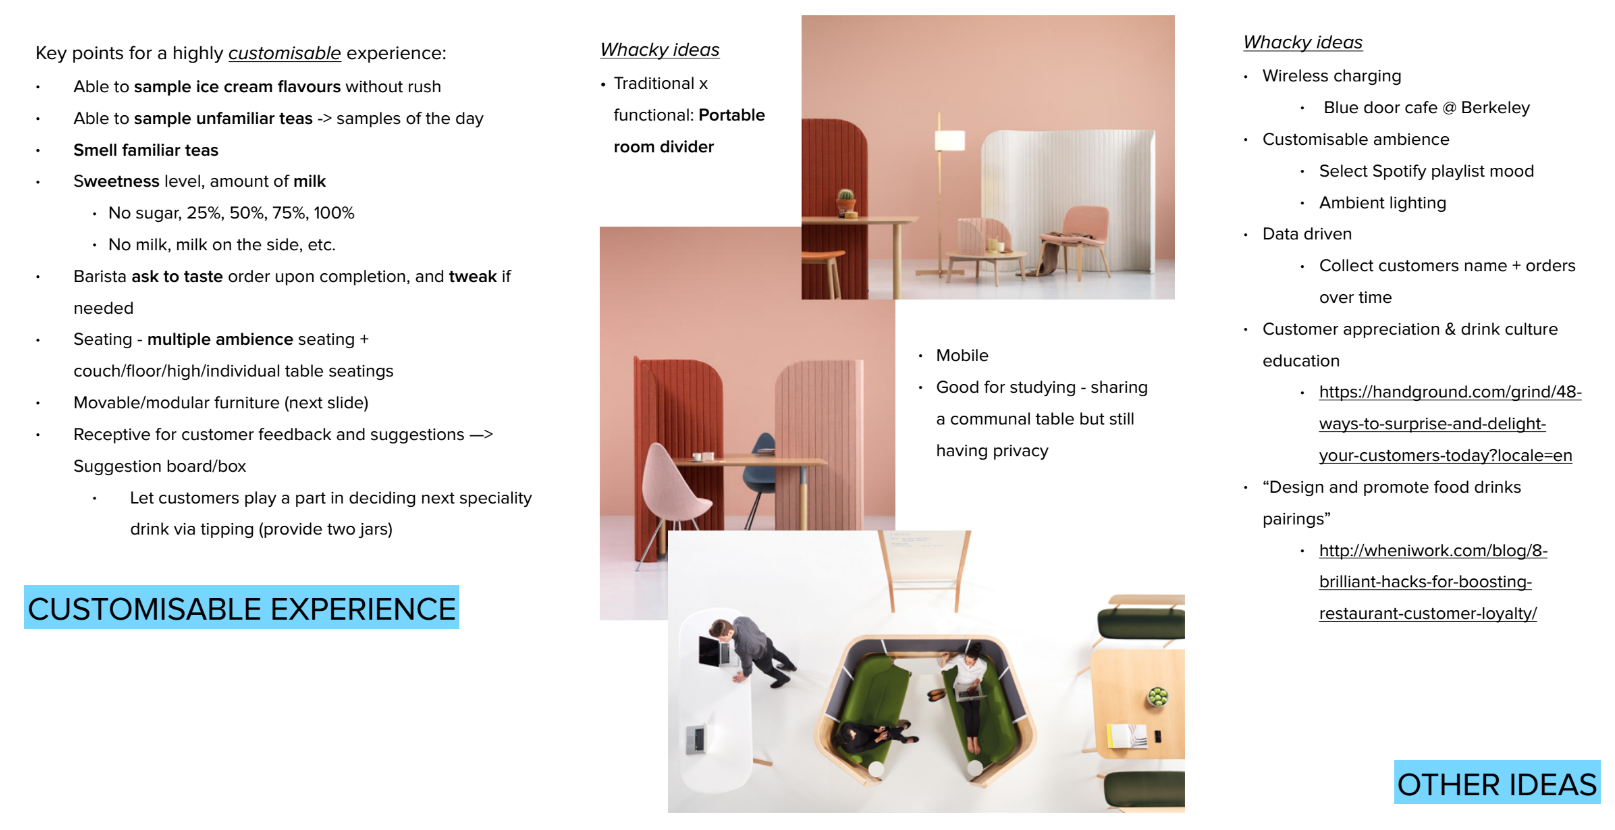 Key points for a highly customisable experience:
• Able to sample ice cream flavours without rush
• Able to sample unfamiliar teas -> samples of the day
• Smell familiar teas
• Sweetness level, amount of milk
• No sugar, 25%, 50%, 75%, 100%
• No milk, milk on the side, etc.
• Barista ask to taste order upon completion, and tweak if
needed
• Seating - multiple ambience seating +
couch/floor/high/individual table seatings
• Movable/modular furniture (next slide)
• Receptive for customer feedback and suggestions —>
Suggestion board/box
• Let customers play a part in deciding next speciality
drink via tipping (provide two jars)
CUSTOMISABLE EXPERIENCE
Whacky ideas
• Traditional x
functional: Portable
room divider
• Mobile
• Good for studying - sharing
a communal table but still
having privacy
Whacky ideas
• Wireless charging
• Blue door cafe @ Berkeley
• Customisable ambience
• Select Spotify playlist mood
• Ambient lighting
• Data driven
• Collect customers name + orders
over time
• Customer appreciation & drink culture
education
• https://handground.com/grind/48-
ways-to-surprise-and-delight-
your-customers-today?locale=en
• “Design and promote food drinks
pairings”
• http://wheniwork.com/blog/8-
brilliant-hacks-for-boosting-
restaurant-customer-loyalty/
OTHER IDEAS